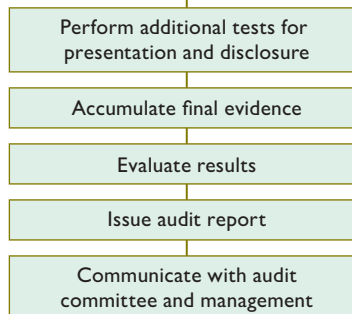 Perform additional tests for
presentation and disclosure
Accumulate final evidence
Evaluate results
Issue audit report
Communicate with audit
committee and management